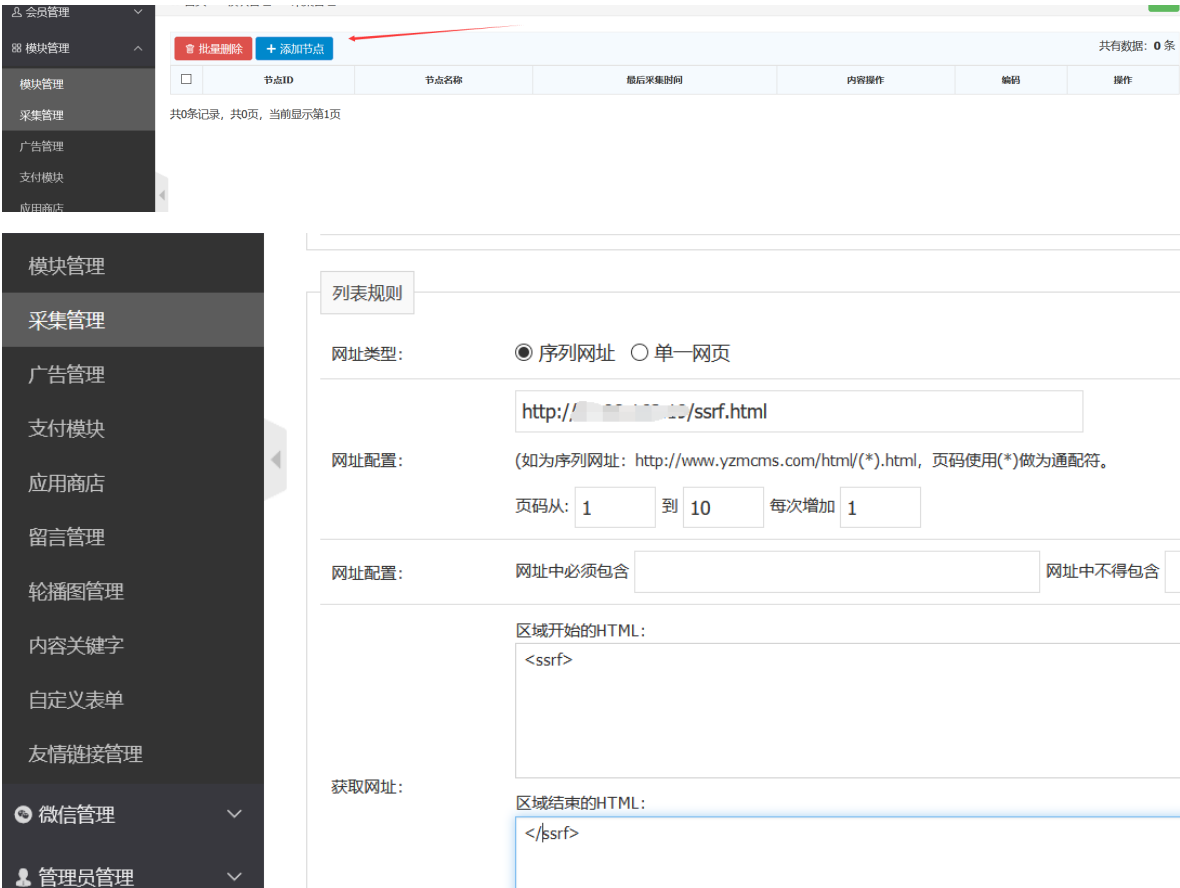 会员管理
模块管理
批量删除
添加节点
共有数据：0 条
模块管理
节点ID 节点名称 最后采集时间 内容操作 编码 操作
采集管理
共0条记录，共0页，当前显示第1页
广告管理
支付模块
应用商店
模块管理
采集管理
广告管理
支付模块
应用商店
留言管理
轮播图管理
内容关键字
自定义表单
友情链接管理
微信管理
管理员管理
列表规则
网址类型：
序列网址 单一网页
http:/
/ssrf.html
网址配置：
(如为序列网址：http://www.yzmcms.com/html/(*).html，页码使用(*)做为通配符。
页码从: 1 到 10 每次增加 1
网址配置：
网址中必须包含
网址中不得包含
区域开始的HTML：
<ssrf>
获取网址：
区域结束的HTML：
</ssrf>